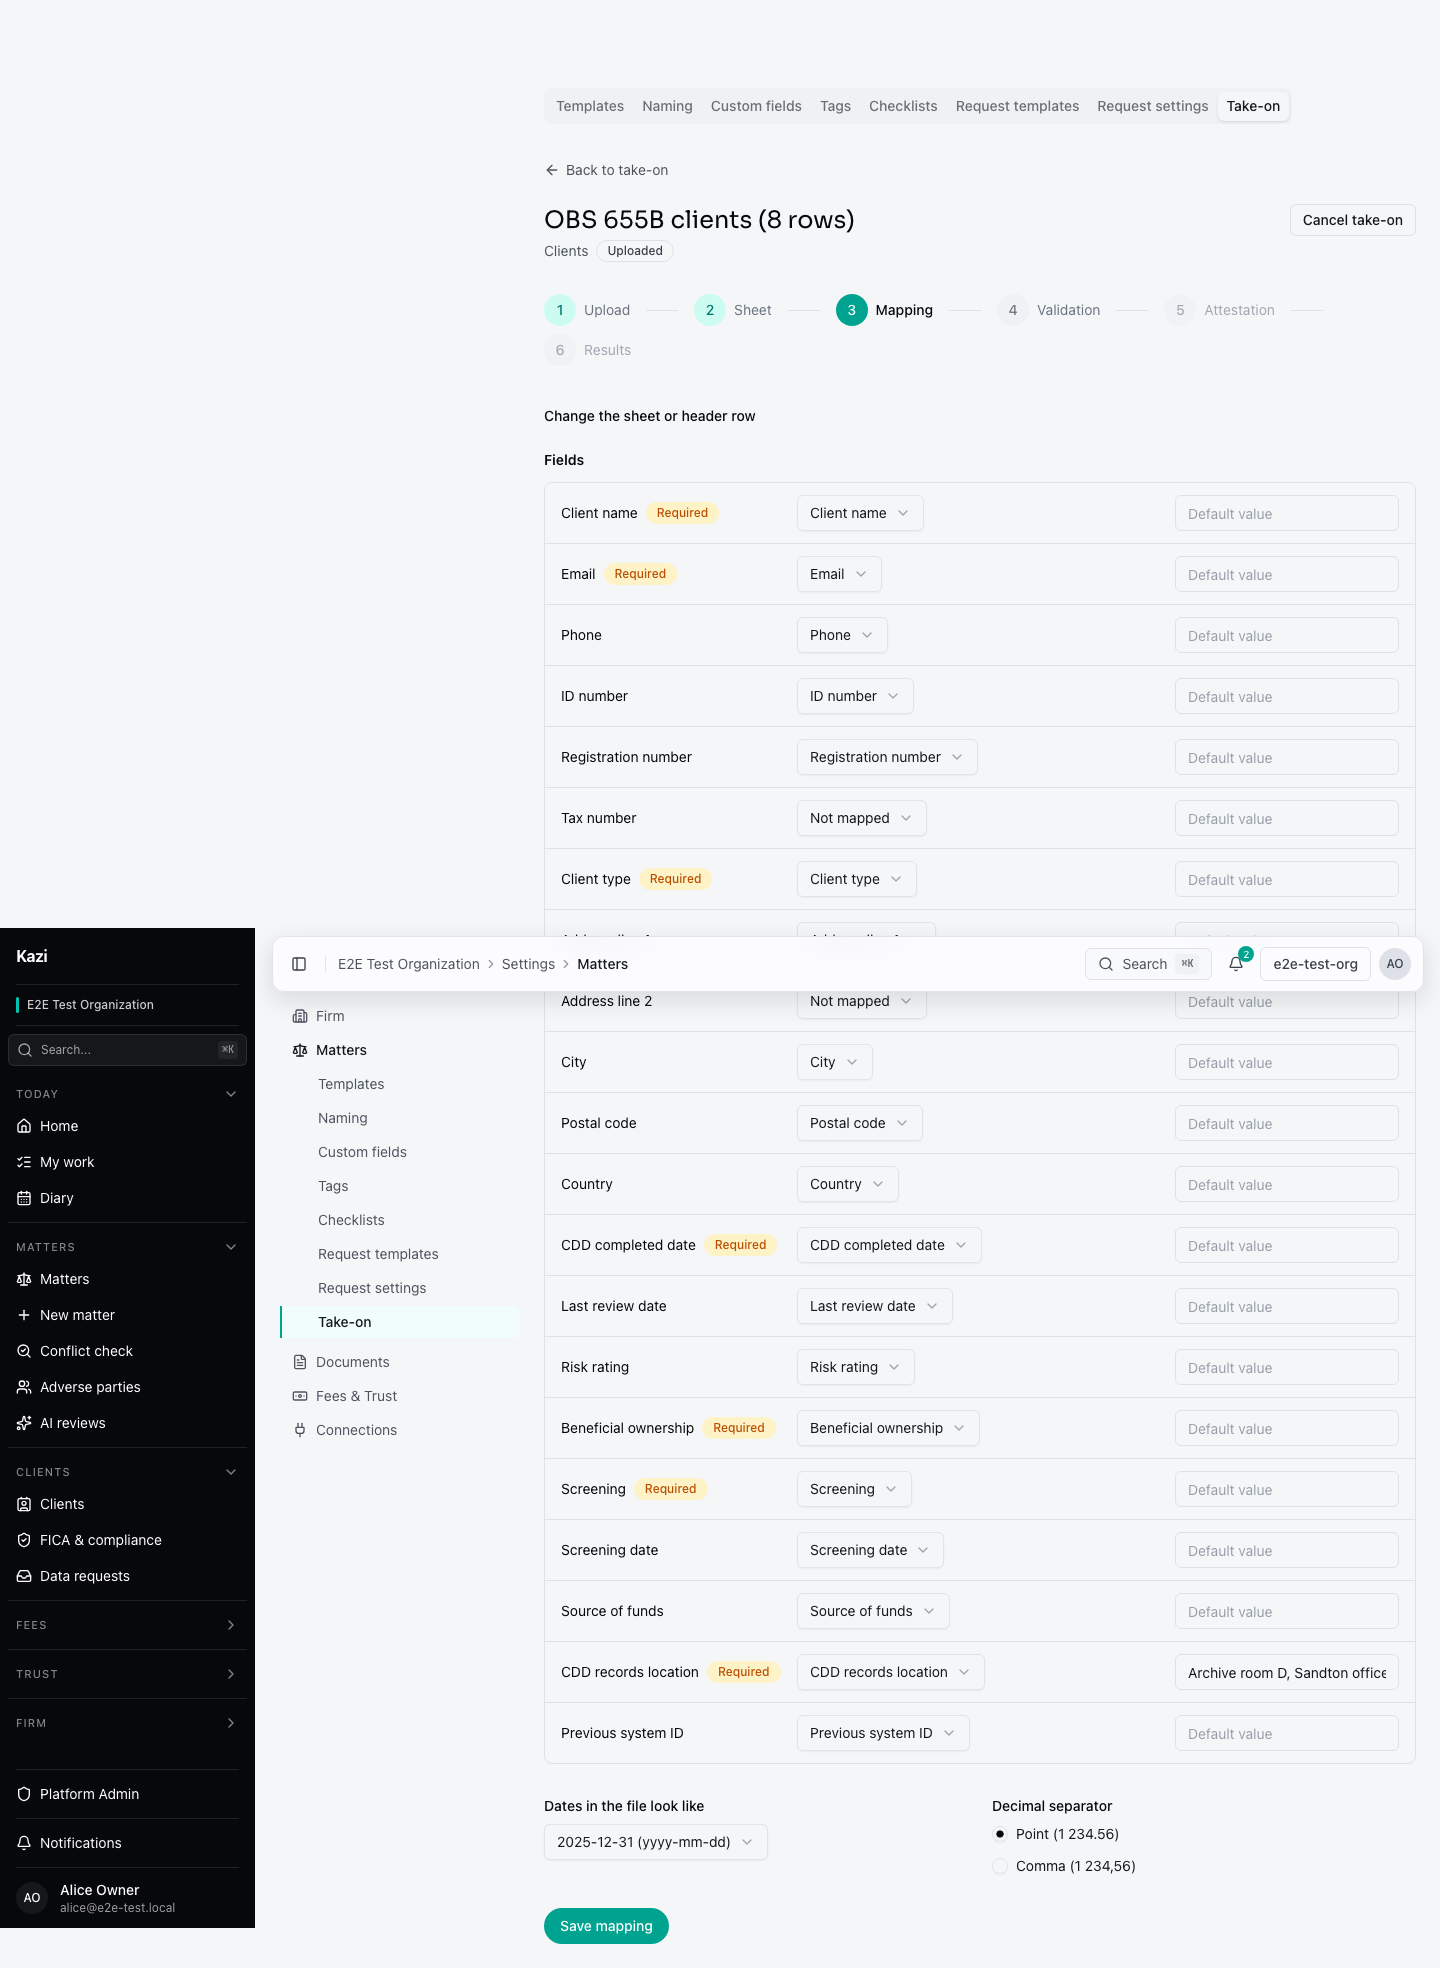 Templates Naming Custom fields Tags Checklists Request templates Request settings Take-on
Back to take-on
OBS 655B clients (8 rows)
Cancel take-on
Clients Uploaded
1 Upload 2 Sheet 3 Mapping 4 Validation 5 Attestation
6 Results
Change the sheet or header row
Fields
Client name Required Client name Default value
Email Required Email Default value
Phone Phone Default value
ID number ID number Default value
Registration number Registration number Default value
Tax number Not mapped Default value
Client type Required Client type Default value
Kazi
E2E Test Organization
Search... ⌘K
TODAY
Home
My work
Diary
MATTERS
Matters
New matter
Conflict check
Adverse parties
AI reviews
CLIENTS
Clients
FICA & compliance
Data requests
FEES
TRUST
FIRM
Platform Admin
Notifications
AO Alice Owner
alice@e2e-test.local
E2E Test Organization Settings Matters
Search ⌘K 2 e2e-test-org AO
Firm
Matters
Templates
Naming
Custom fields
Tags
Checklists
Request templates
Request settings
Take-on
Documents
Fees & Trust
Connections
Address line 2 Not mapped Default value
City City Default value
Postal code Postal code Default value
Country Country Default value
CDD completed date Required CDD completed date Default value
Last review date Last review date Default value
Risk rating Risk rating Default value
Beneficial ownership Required Beneficial ownership Default value
Screening Required Screening Default value
Screening date Screening date Default value
Source of funds Source of funds Default value
CDD records location Required CDD records location Archive room D, Sandton office
Previous system ID Previous system ID Default value
Dates in the file look like
2025-12-31 (yyyy-mm-dd)
Decimal separator
Point (1 234.56)
Comma (1 234,56)
Save mapping